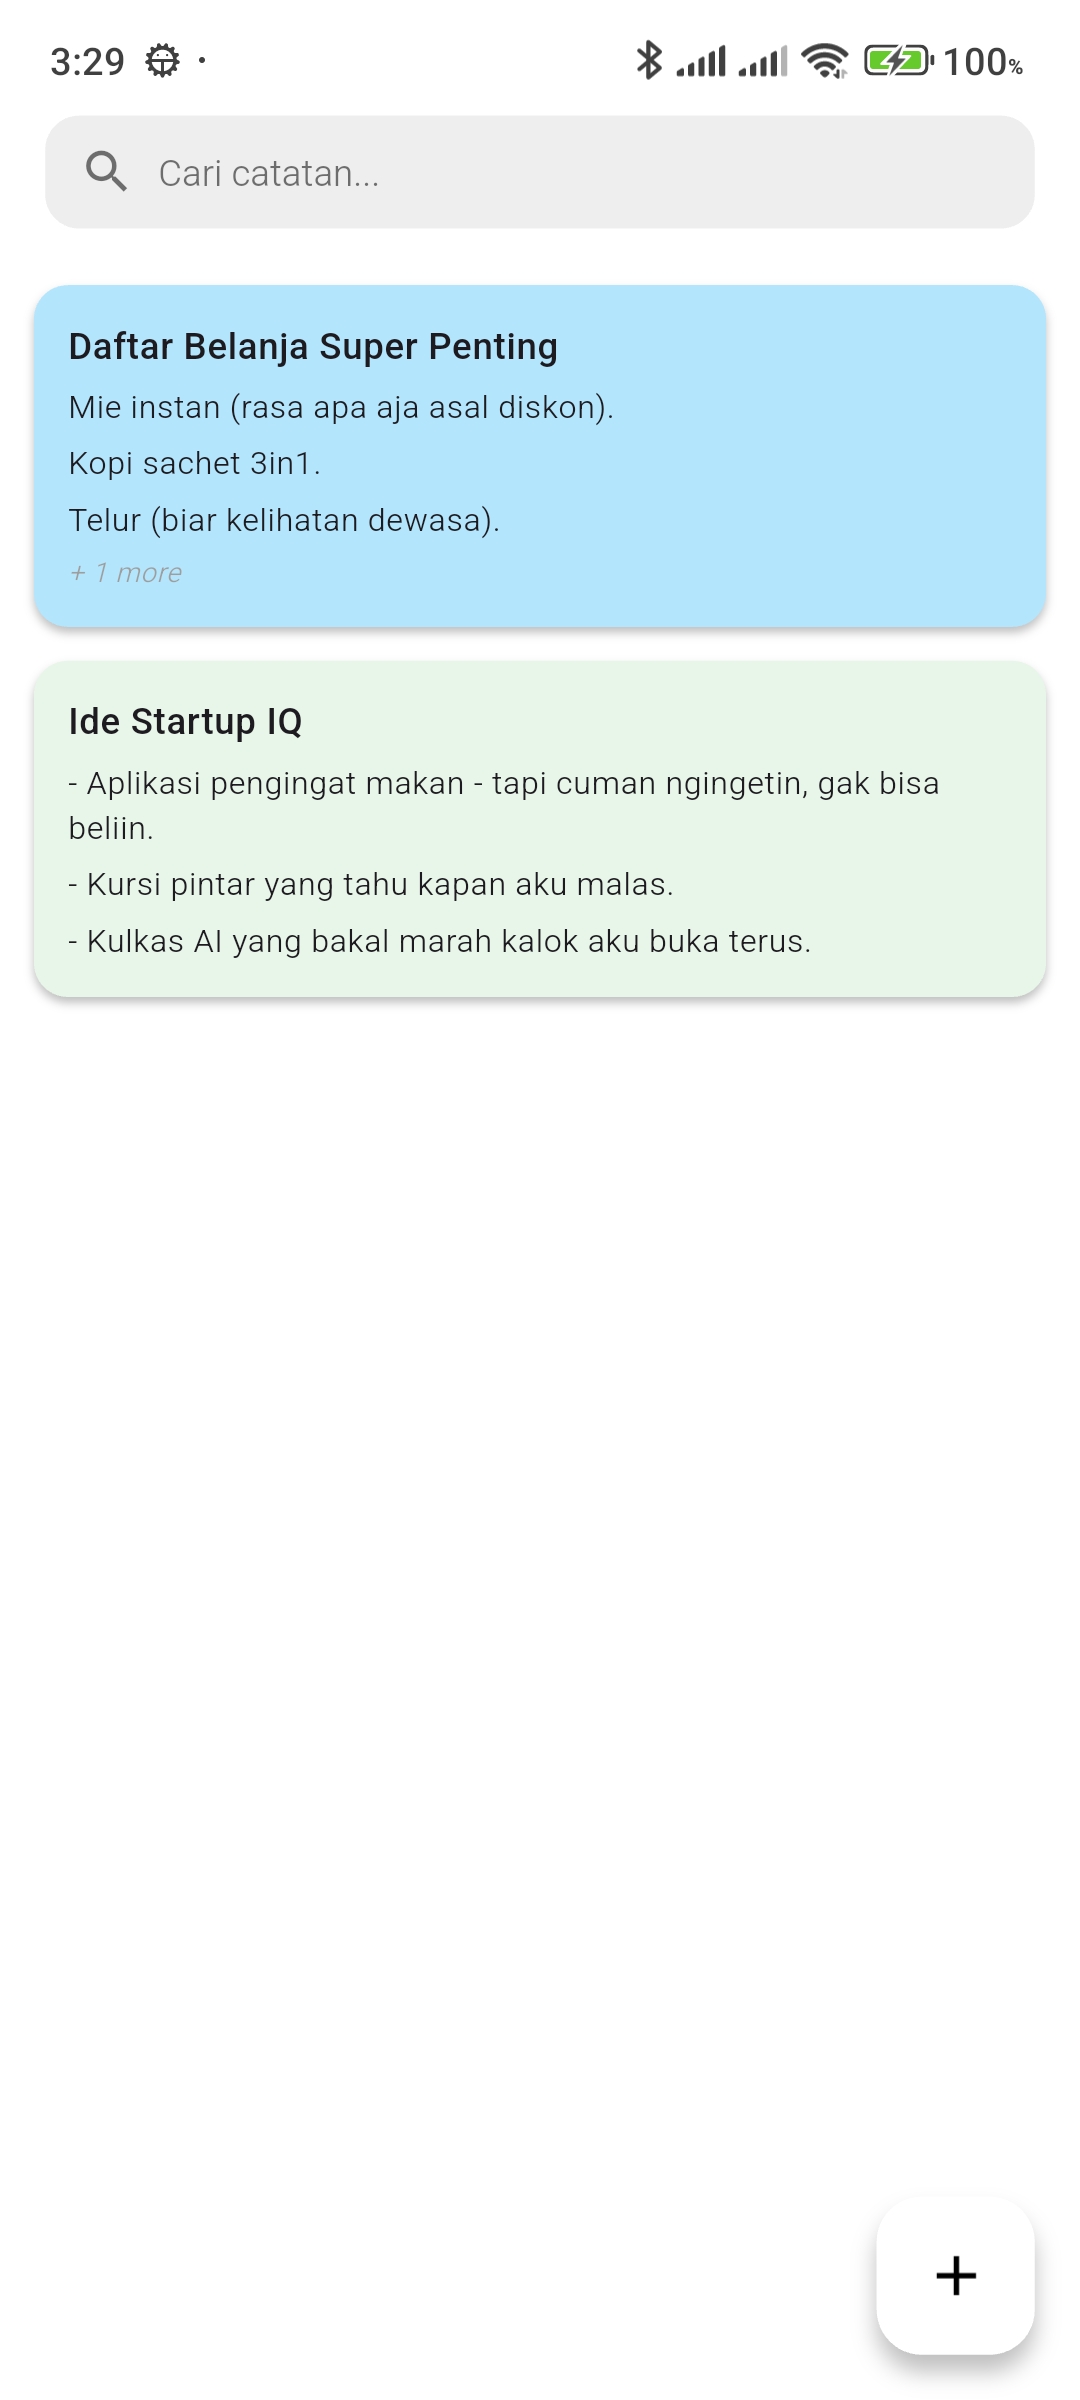 3:29
100%
Cari catatan...
Daftar Belanja Super Penting
Mie instan (rasa apa aja asal diskon).
Kopi sachet 3in1.
Telur (biar kelihatan dewasa).
+ 1 more
Ide Startup IQ
- Aplikasi pengingat makan - tapi cuman ngingetin, gak bisa
beliin.
- Kursi pintar yang tahu kapan aku malas.
- Kulkas AI yang bakal marah kalok aku buka terus.